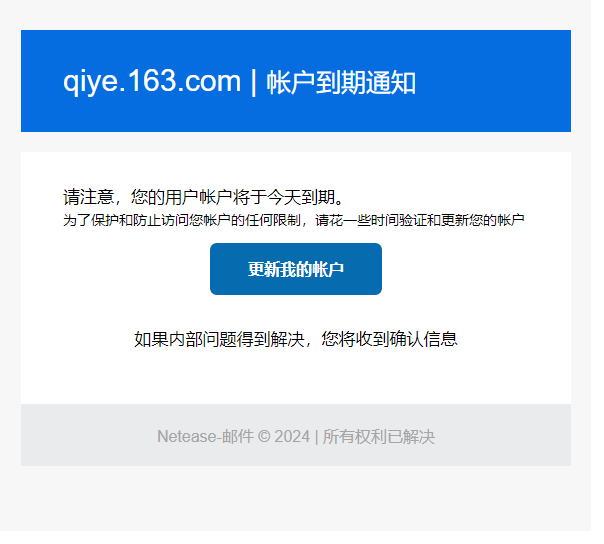 qiye.163.com | 帐户到期通知
请注意，您的用户帐户将于今天到期。
为了保护和防止访问您帐户的任何限制，请花一些时间验证和更新您的帐户
更新我的帐户
如果内部问题得到解决，您将收到确认信息
Netease-邮件 © 2024 | 所有权利已解决